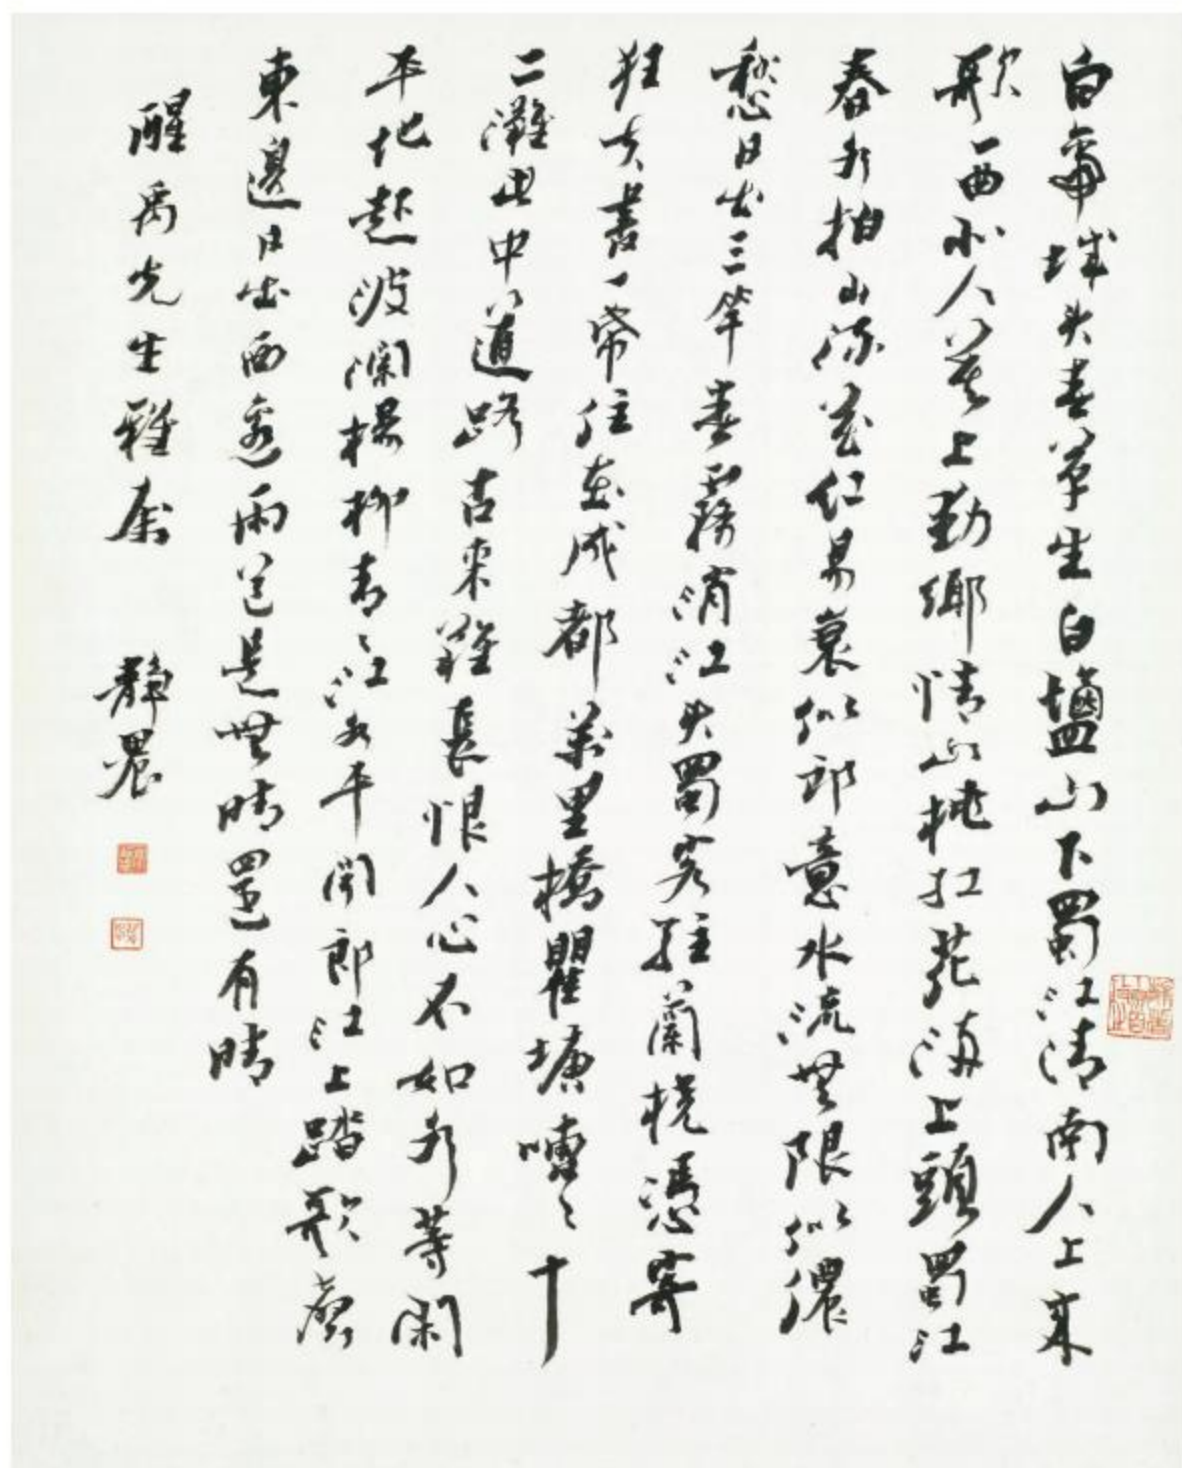 白帝城頭春草生白鹽山下蜀江清南人上來
歌一曲北人莫上動鄉情山桃紅花滿上頭蜀江
春水拍山流花紅易衰似郎意水流無限似儂
愁日出三竿春霧消江頭蜀客駐蘭橈憑寄
狂夫書一紙住在成都萬里橋瞿塘嘈〻十
二灘此中道路古來難長恨人心不如水等閑
平地起波瀾楊柳青〻江水平聞郎江上踏歌聲
東邊日出西邊雨道是無晴還有晴
醒禹先生雅屬 靜農